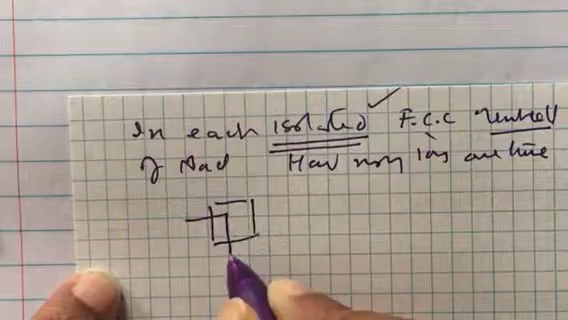 In each isolated F.C.C unitcell
of NaCl How many ions are there